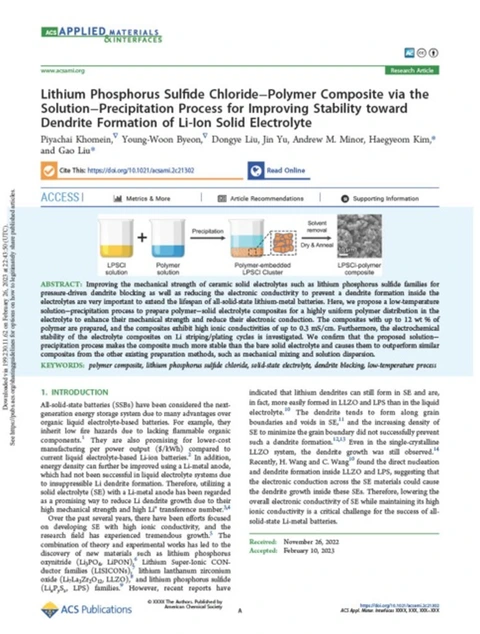 ACS APPLIED MATERIALS
& INTERFACES
www.acsami.org
Research Article
Lithium Phosphorus Sulfide Chloride−Polymer Composite via the
Solution−Precipitation Process for Improving Stability toward
Dendrite Formation of Li-Ion Solid Electrolyte
Piyachai Khomein,▽ Young-Woon Byeon,▽ Dongye Liu, Jin Yu, Andrew M. Minor, Haegyeom Kim,*
and Gao Liu*
Cite This: https://doi.org/10.1021/acsami.2c21302
Read Online
ACCESS
Metrics & More
Article Recommendations
Supporting Information
LPSCl
solution
+
Polymer
solution
Precipitation
Polymer-embedded
LPSCl Cluster
Solvent
removal
Dry & Anneal
LPSCl-polymer
composite
ABSTRACT: Improving the mechanical strength of ceramic solid electrolytes such as lithium phosphorus sulfide families for
pressure-driven dendrite blocking as well as reducing the electronic conductivity to prevent a dendrite formation inside the
electrolytes are very important to extend the lifespan of all-solid-state lithium-metal batteries. Here, we propose a low-temperature
solution−precipitation process to prepare polymer−solid electrolyte composites for a highly uniform polymer distribution in the
electrolyte to enhance their mechanical strength and reduce their electronic conduction. The composites with up to 12 wt % of
polymer are prepared, and the composites exhibit high ionic conductivities of up to 0.3 mS/cm. Furthermore, the electrochemical
stability of the electrolyte composites on Li striping/plating cycles is investigated. We confirm that the proposed solution−
precipitation process makes the composite much more stable than the bare solid electrolyte and causes them to outperform similar
composites from the other existing preparation methods, such as mechanical mixing and solution dispersion.
KEYWORDS: polymer composite, lithium phosphorus sulfide chloride, solid-state electrolyte, dendrite blocking, low-temperature process
1. INTRODUCTION
All-solid-state batteries (SSBs) have been considered the next-
generation energy storage system due to many advantages over
organic liquid electrolyte-based batteries. For example, they
inherit low fire hazards due to lacking flammable organic
components.1 They are also promising for lower-cost
manufacturing per power output ($/kWh) compared to
current liquid electrolyte-based Li-ion batteries.2 In addition,
energy density can further be improved using a Li-metal anode,
which had not been successful in liquid electrolyte systems due
to insuppressible Li dendrite formation. Therefore, utilizing a
solid electrolyte (SE) with a Li-metal anode has been regarded
as a promising way to reduce Li dendrite growth due to their
high mechanical strength and high Li+ transference number.3,4
Over the past several years, there have been efforts focused
on developing SE with high ionic conductivity, and the
research field has experienced tremendous growth.5 The
combination of theory and experimental works has led to the
discovery of new materials such as lithium phosphorus
oxynitride (Li3PO4, LiPON),6 Lithium Super-Ionic CON-
ductor families (LISICONs),7 lithium lanthanum zirconium
oxide (Li7La3Zr2O12, LLZO),8 and lithium phosphorus sulfide
(LixPySz, LPS) families.9 However, recent reports have
indicated that lithium dendrites can still form in SE and are,
in fact, more easily formed in LLZO and LPS than in the liquid
electrolyte.10 The dendrite tends to form along grain
boundaries and voids in SE,11 and the increasing density of
SE to minimize the grain boundary did not successfully prevent
such a dendrite formation.12,13 Even in the single-crystalline
LLZO system, the dendrite growth was still observed.14
Recently, H. Wang and C. Wang10 found the direct nucleation
and dendrite formation inside LLZO and LPS, suggesting that
the electronic conduction across the SE materials could cause
the dendrite growth inside these SEs. Therefore, lowering the
overall electronic conductivity of SE while maintaining its high
ionic conductivity is a critical challenge for the success of all-
solid-state Li-metal batteries.
Received: November 26, 2022
Accepted: February 10, 2023
ACS Publications
© XXXX The Authors. Published by
American Chemical Society
A
https://doi.org/10.1021/acsami.2c21302
ACS Appl. Mater. Interfaces XXXX, XXX, XXX−XXX
Downloaded via 199.230.11.62 on February 26, 2023 at 22:43:50 (UTC).
See https://pubs.acs.org/sharingguidelines for options on how to legitimately share published articles.